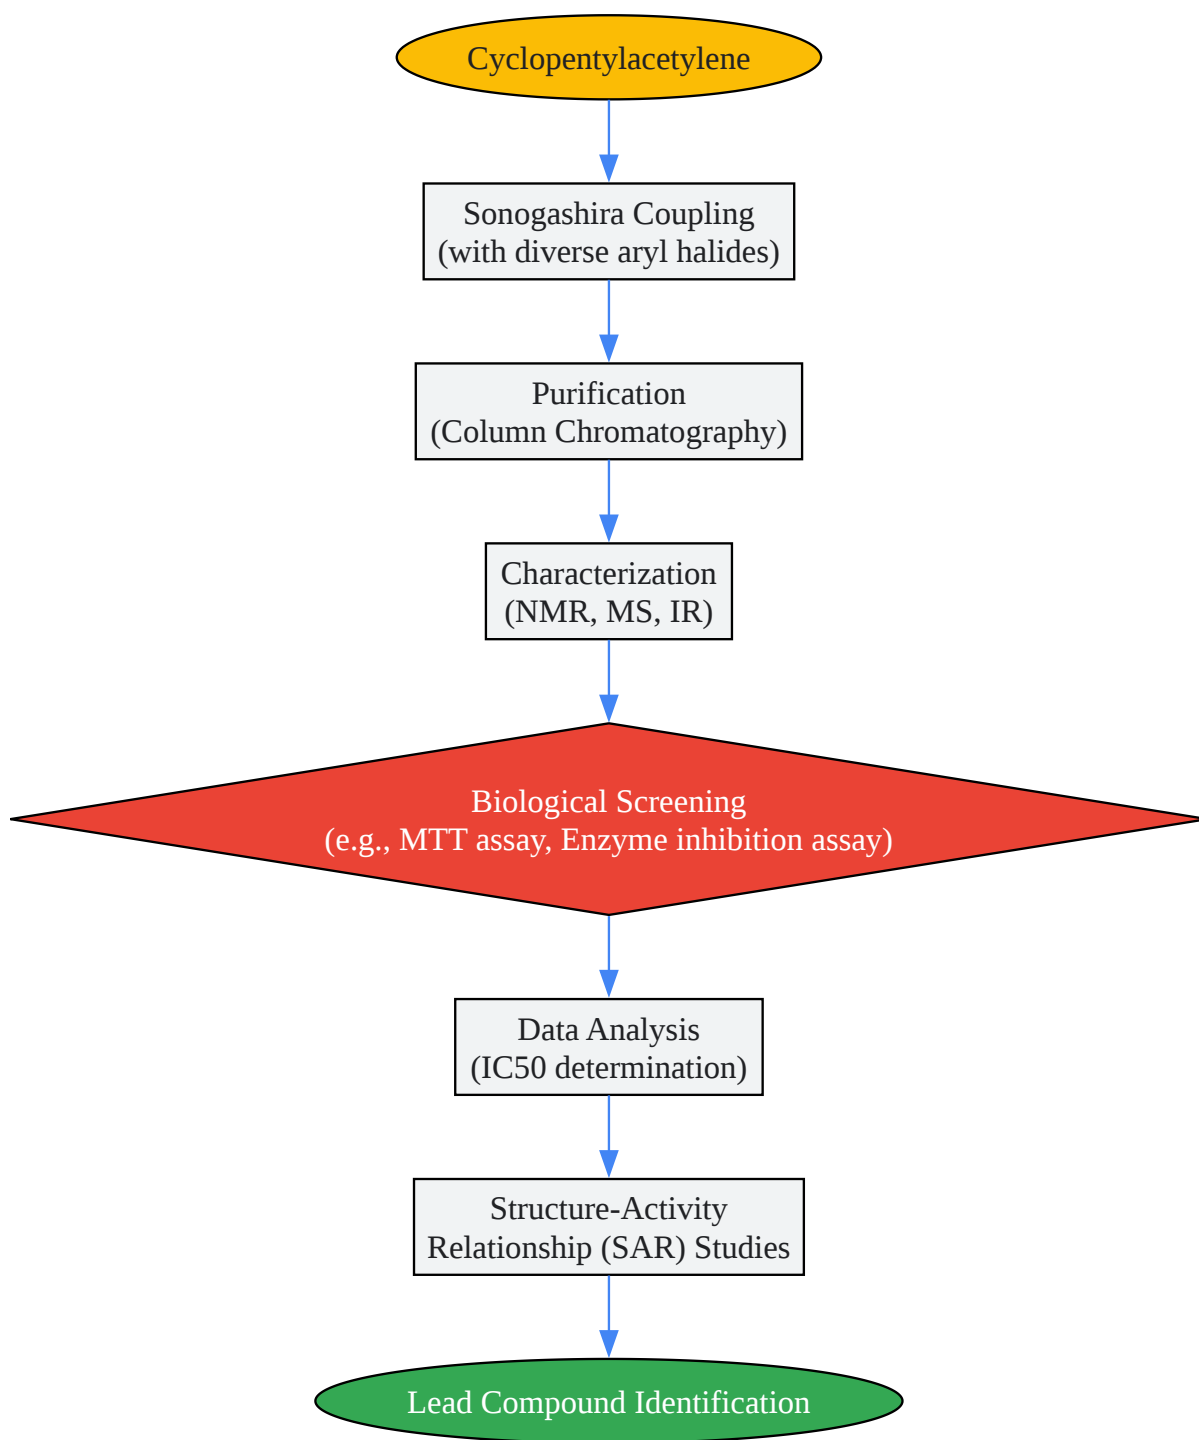 Cyclopentylacetylene
Sonogashira Coupling
(with diverse aryl halides)
Purification
(Column Chromatography)
Characterization
(NMR, MS, IR)
Biological Screening
(e.g., MTT assay, Enzyme inhibition assay)
Data Analysis
(IC50 determination)
Structure-Activity
Relationship (SAR) Studies
Lead Compound Identification